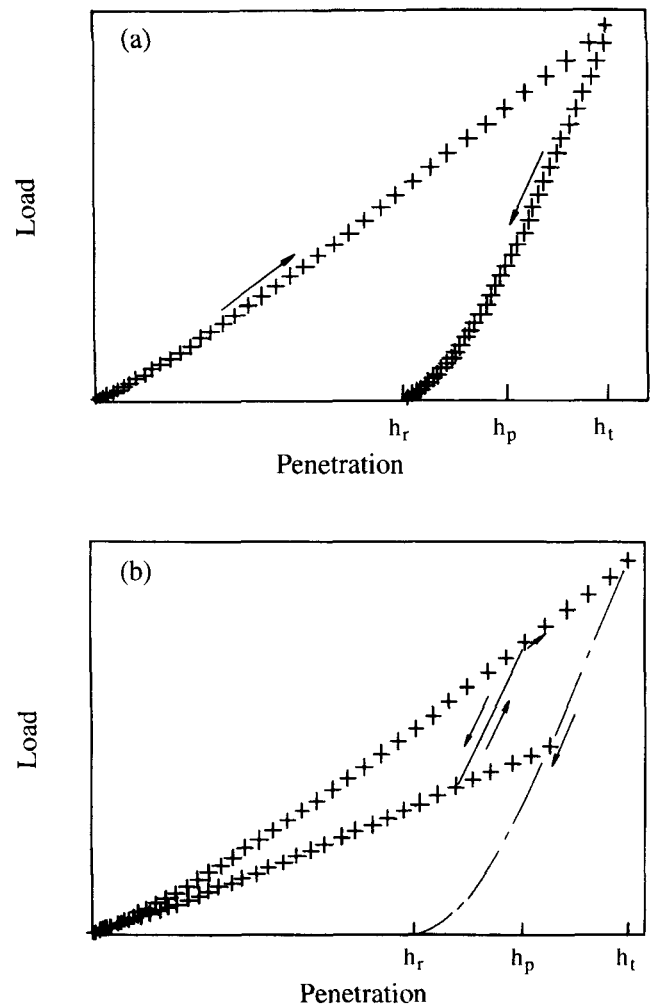 (a)
Load
h_r h_p h_t
Penetration
(b)
Load
h_r h_p h_t
Penetration